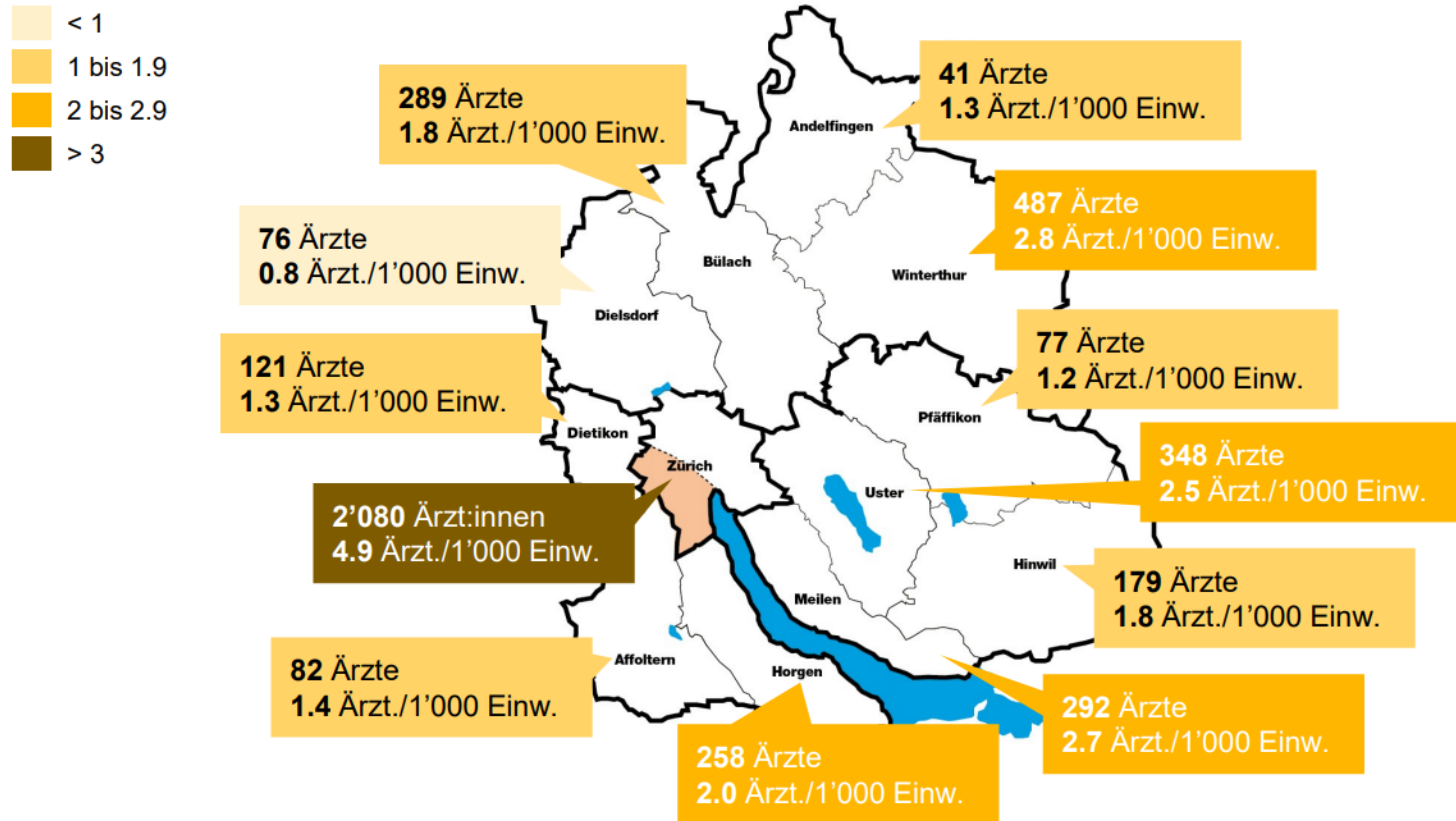 < 1
1 bis 1.9
2 bis 2.9
> 3
289 Ärzte
1.8 Ärzt./1’000 Einw.
41 Ärzte
1.3 Ärzt./1’000 Einw.
Andelfingen
487 Ärzte
2.8 Ärzt./1’000 Einw.
76 Ärzte
0.8 Ärzt./1’000 Einw.
Bülach
Winterthur
Dielsdorf
77 Ärzte
1.2 Ärzt./1’000 Einw.
121 Ärzte
1.3 Ärzt./1’000 Einw.
Pfäffikon
Dietikon
Zürich
348 Ärzte
2.5 Ärzt./1’000 Einw.
Uster
2’080 Ärzt:innen
4.9 Ärzt./1’000 Einw.
Hinwil
179 Ärzte
1.8 Ärzt./1’000 Einw.
Meilen
Affoltern
82 Ärzte
1.4 Ärzt./1’000 Einw.
Horgen
292 Ärzte
2.7 Ärzt./1’000 Einw.
258 Ärzte
2.0 Ärzt./1’000 Einw.